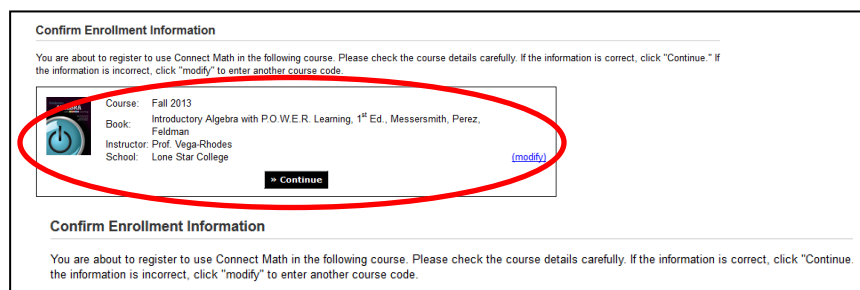 Confirm Enrollment Information
You are about to register to use Connect Math in the following course. Please check the course details carefully. If the information is correct, click "Continue." If
the information is incorrect, click "modify" to enter another course code.
ALGEBRA
Course: Fall 2013
Book: Introductory Algebra with P.O.W.E.R. Learning, 1st Ed., Messersmith, Perez,
Feldman
Instructor: Prof. Vega-Rhodes
School: Lone Star College
(modify)
» Continue
Confirm Enrollment Information
You are about to register to use Connect Math in the following course. Please check the course details carefully. If the information is correct, click "Continue.
the information is incorrect, click "modify" to enter another course code.